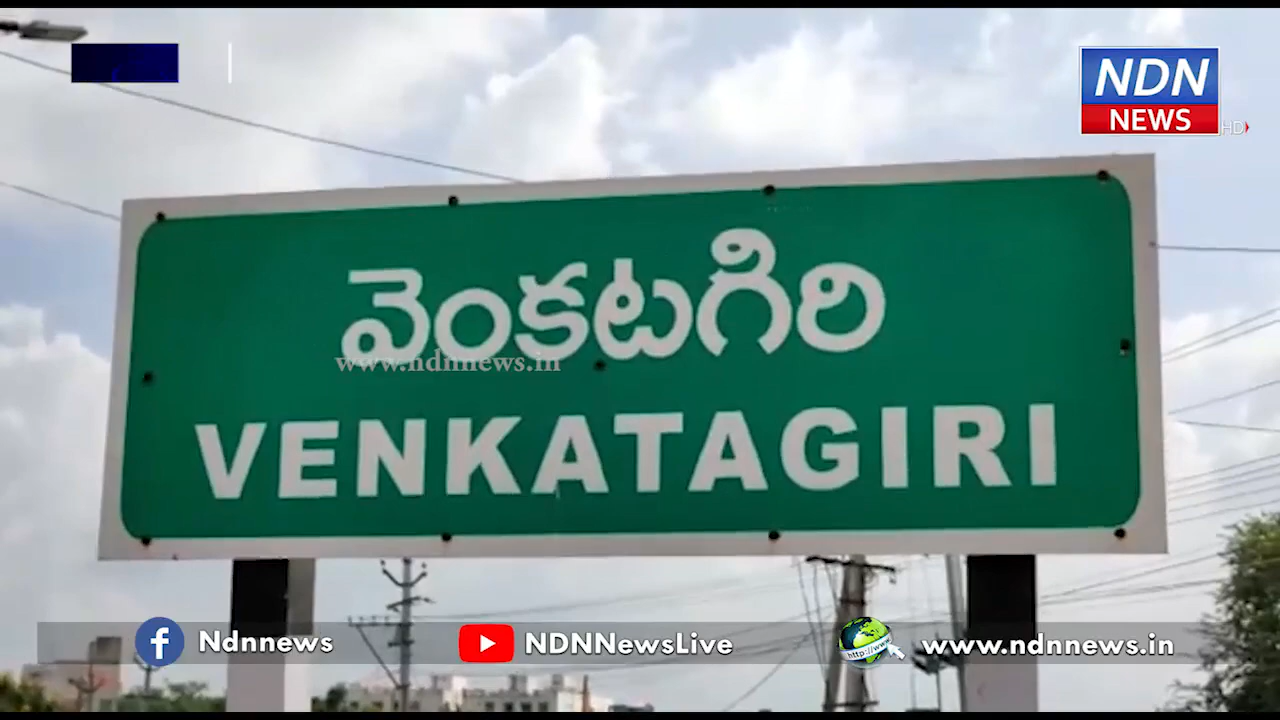 NDN
NEWS
HD
వెంకటగిరి
www.ndnnews.in
VENKATAGIRI
Ndnnews
NDNNewsLive
http://www
www.ndnnews.in